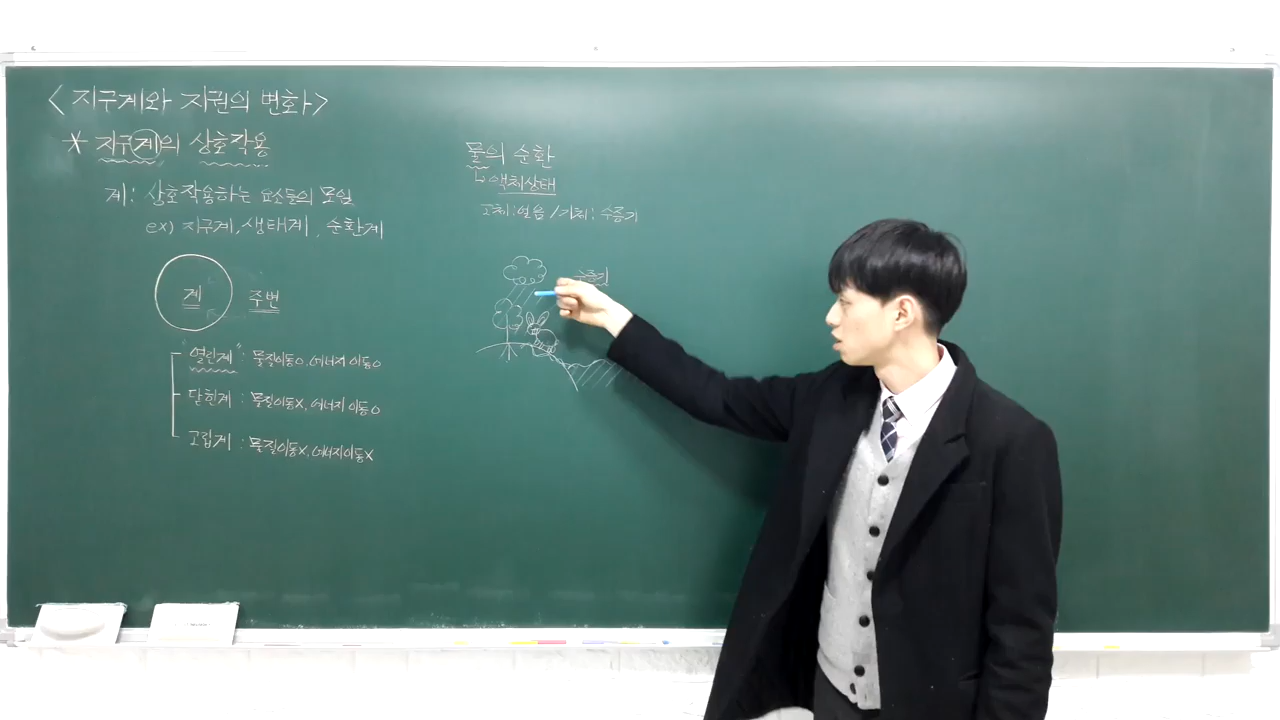 <지구계와 지권의 변화>
* 지구계의 상호작용
계: 상호작용하는 요소들의 모임
ex) 지구계, 생태계, 순환계
계 주변
"열린계": 물질이동O, 에너지 이동O
닫힌계: 물질이동X, 에너지 이동O
고립계: 물질이동X, 에너지이동X
물의 순환
↳액체상태
고체:얼음/기체:수증기